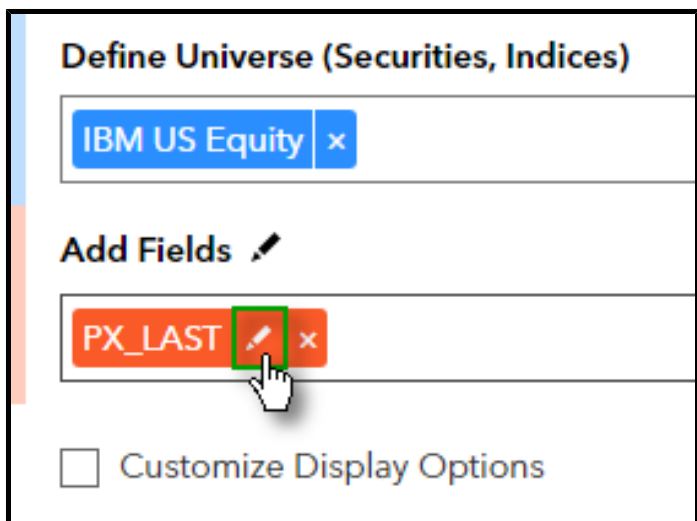 Define Universe (Securities, Indices)
IBM US Equity ×
Add Fields
PX_LAST ×
Customize Display Options